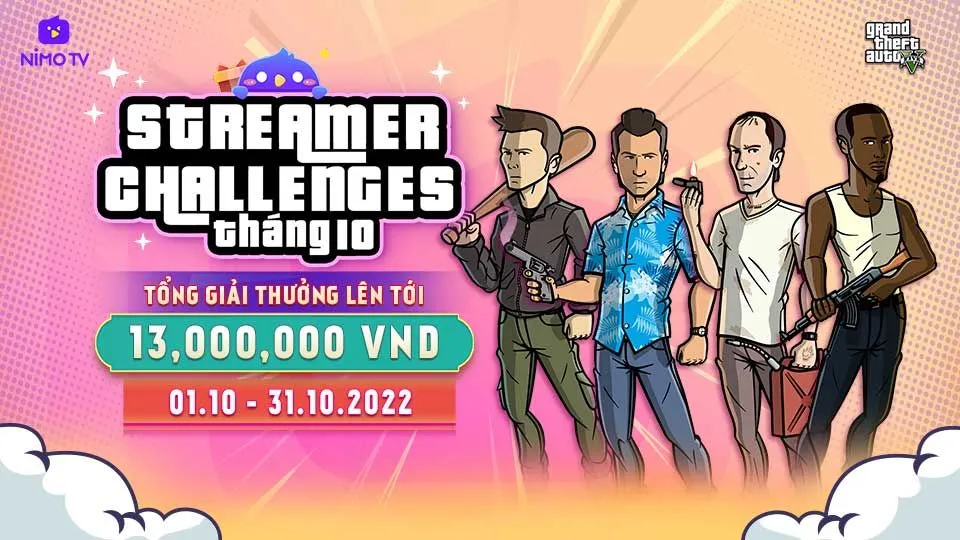 NIMO TV
grand
theft
auto V
STREAMER
CHALLENGES
tháng 10
TỔNG GIẢI THƯỞNG LÊN TỚI
13,000,000 VND
01.10 - 31.10.2022